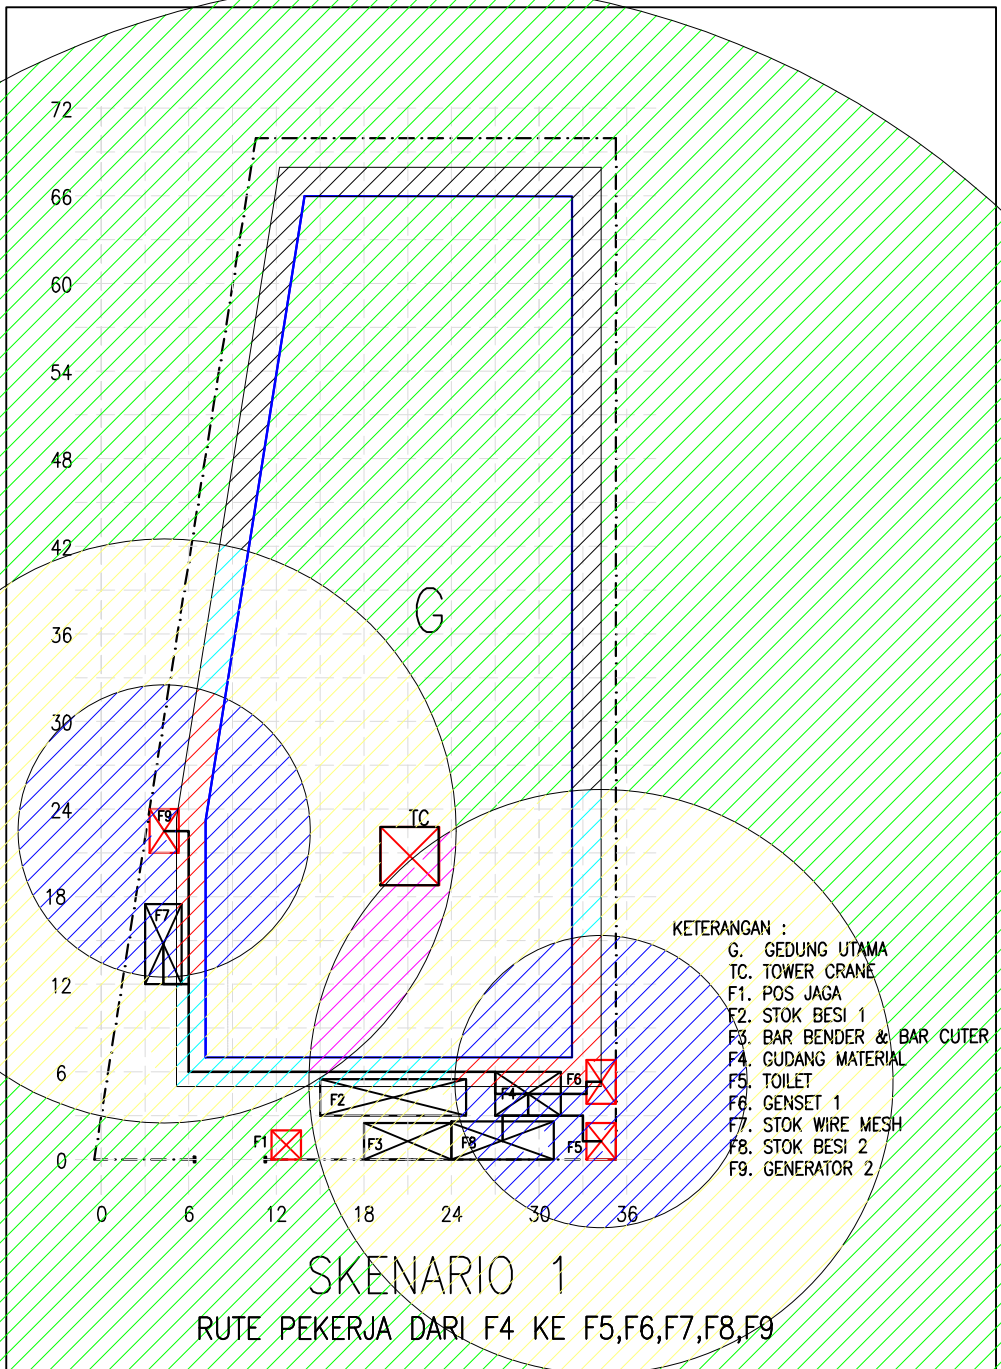 72
66
60
54
48
42
36
30
24
18
12
6
0
G
TC
F9
F7
F2
F4
F6
F1
F3
F8
F5
0 6 12 18 24 30 36
KETERANGAN :
G. GEDUNG UTAMA
TC. TOWER CRANE
F1. POS JAGA
F2. STOK BESI 1
F3. BAR BENDER & BAR CUTER
F4. GUDANG MATERIAL
F5. TOILET
F6. GENSET 1
F7. STOK WIRE MESH
F8. STOK BESI 2
F9. GENERATOR 2
SKENARIO 1
RUTE PEKERJA DARI F4 KE F5,F6,F7,F8,F9